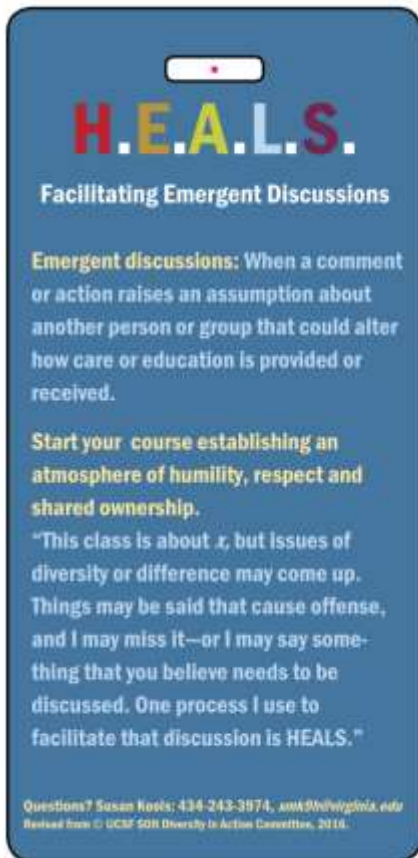 H.E.A.L.S.
Facilitating Emergent Discussions
Emergent discussions: When a comment
or action raises an assumption about
another person or group that could alter
how care or education is provided or
received.
Start your course establishing an
atmosphere of humility, respect and
shared ownership.
“This class is about x, but issues of
diversity or difference may come up.
Things may be said that cause offense,
and I may miss it—or I may say some-
thing that you believe needs to be
discussed. One process I use to
facilitate that discussion is HEALS.”
Questions? Susan Kools: 434-243-3974,
Revised from © UCSF SON Diversity in Action Committee, 2016.